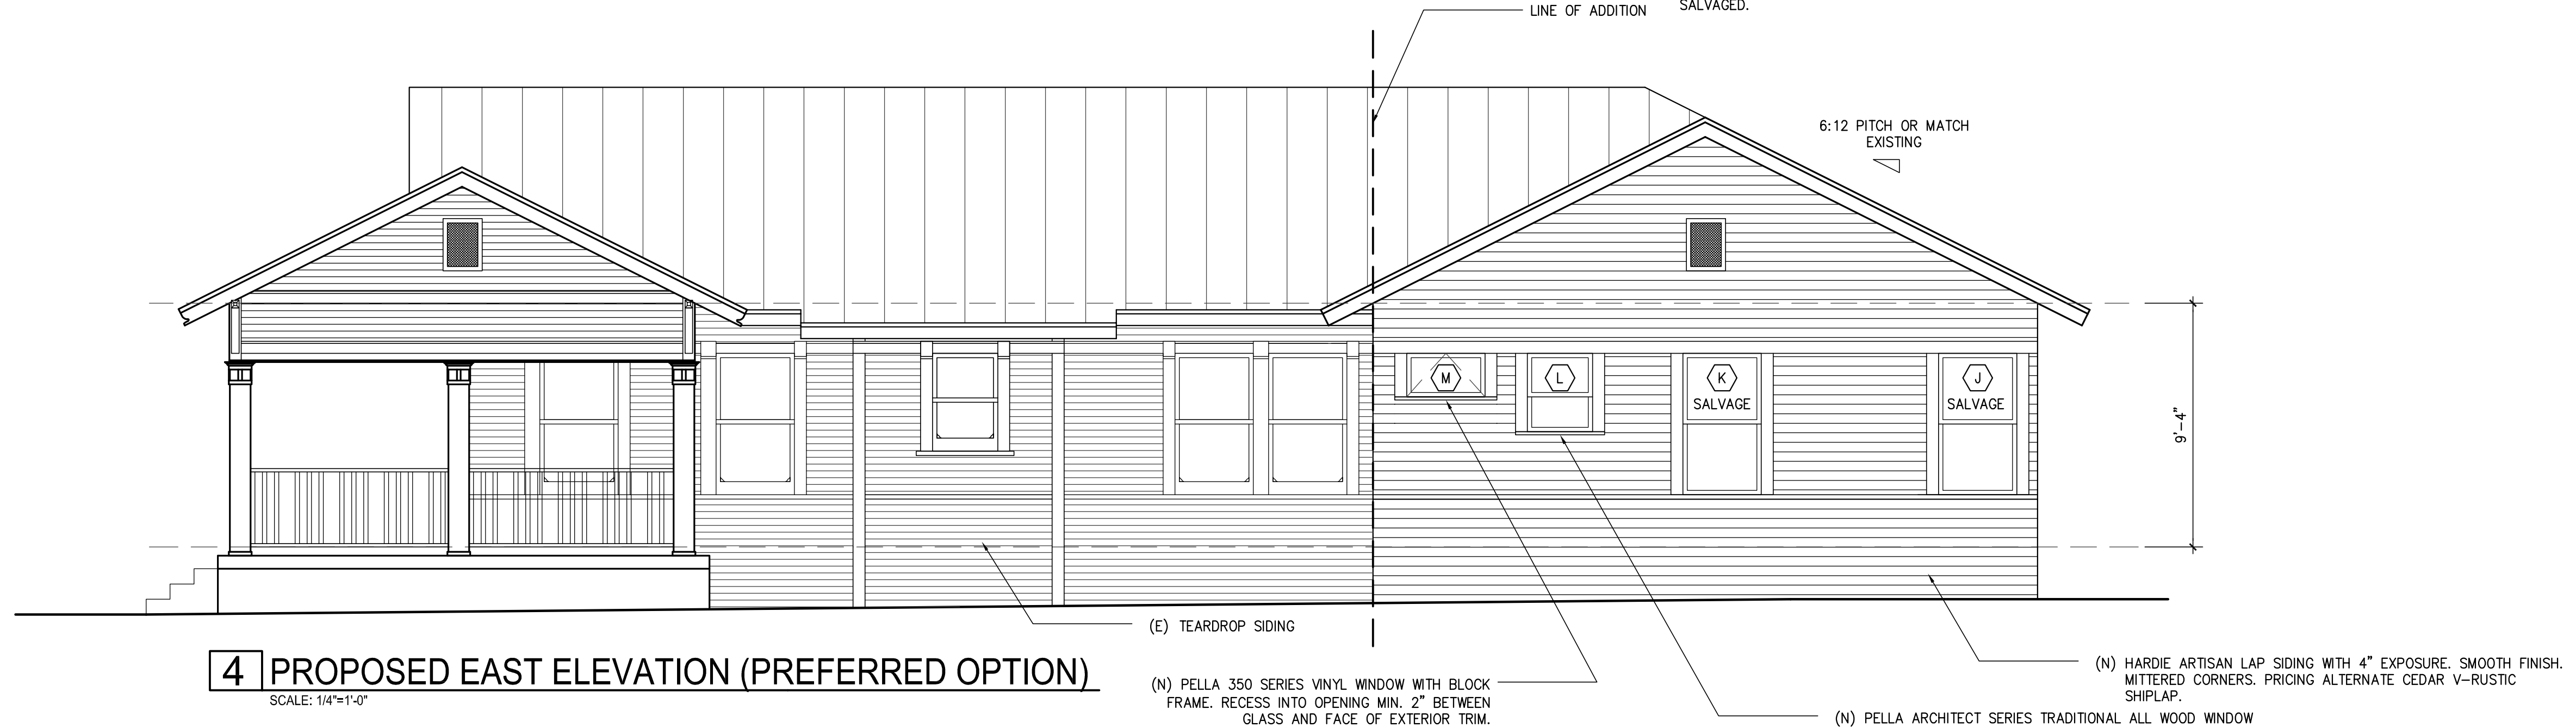 LINE OF ADDITION
SALVAGED.
6:12 PITCH OR MATCH
EXISTING
M
L
K
SALVAGE
J
SALVAGE
9'-4"
(E) TEARDROP SIDING
4 PROPOSED EAST ELEVATION (PREFERRED OPTION)
SCALE: 1/4"=1'-0"
(N) PELLA 350 SERIES VINYL WINDOW WITH BLOCK
FRAME. RECESS INTO OPENING MIN. 2" BETWEEN
GLASS AND FACE OF EXTERIOR TRIM.
(N) PELLA ARCHITECT SERIES TRADITIONAL ALL WOOD WINDOW
(N) HARDIE ARTISAN LAP SIDING WITH 4" EXPOSURE. SMOOTH FINISH.
MITTERED CORNERS. PRICING ALTERNATE CEDAR V-RUSTIC
SHIPLAP.